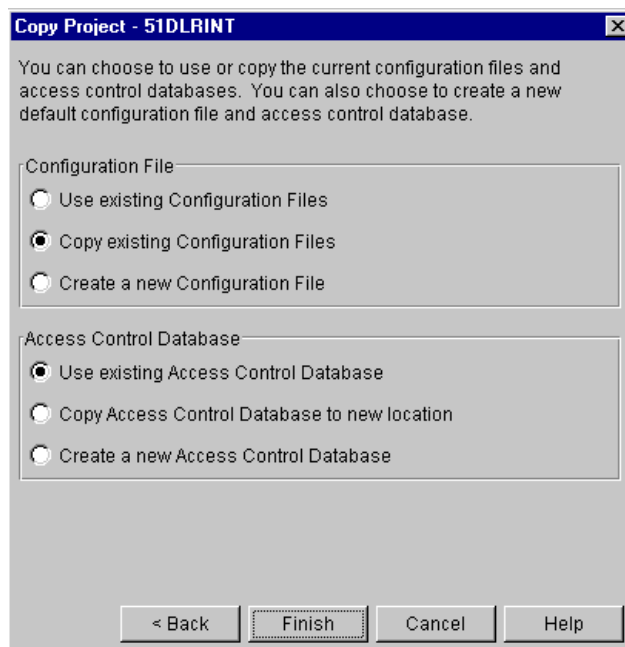 Copy Project - 51DLRINT
You can choose to use or copy the current configuration files and
access control databases. You can also choose to create a new
default configuration file and access control database.
Configuration File
Use existing Configuration Files
Copy existing Configuration Files
Create a new Configuration File
Access Control Database
Use existing Access Control Database
Copy Access Control Database to new location
Create a new Access Control Database
< Back Finish Cancel Help